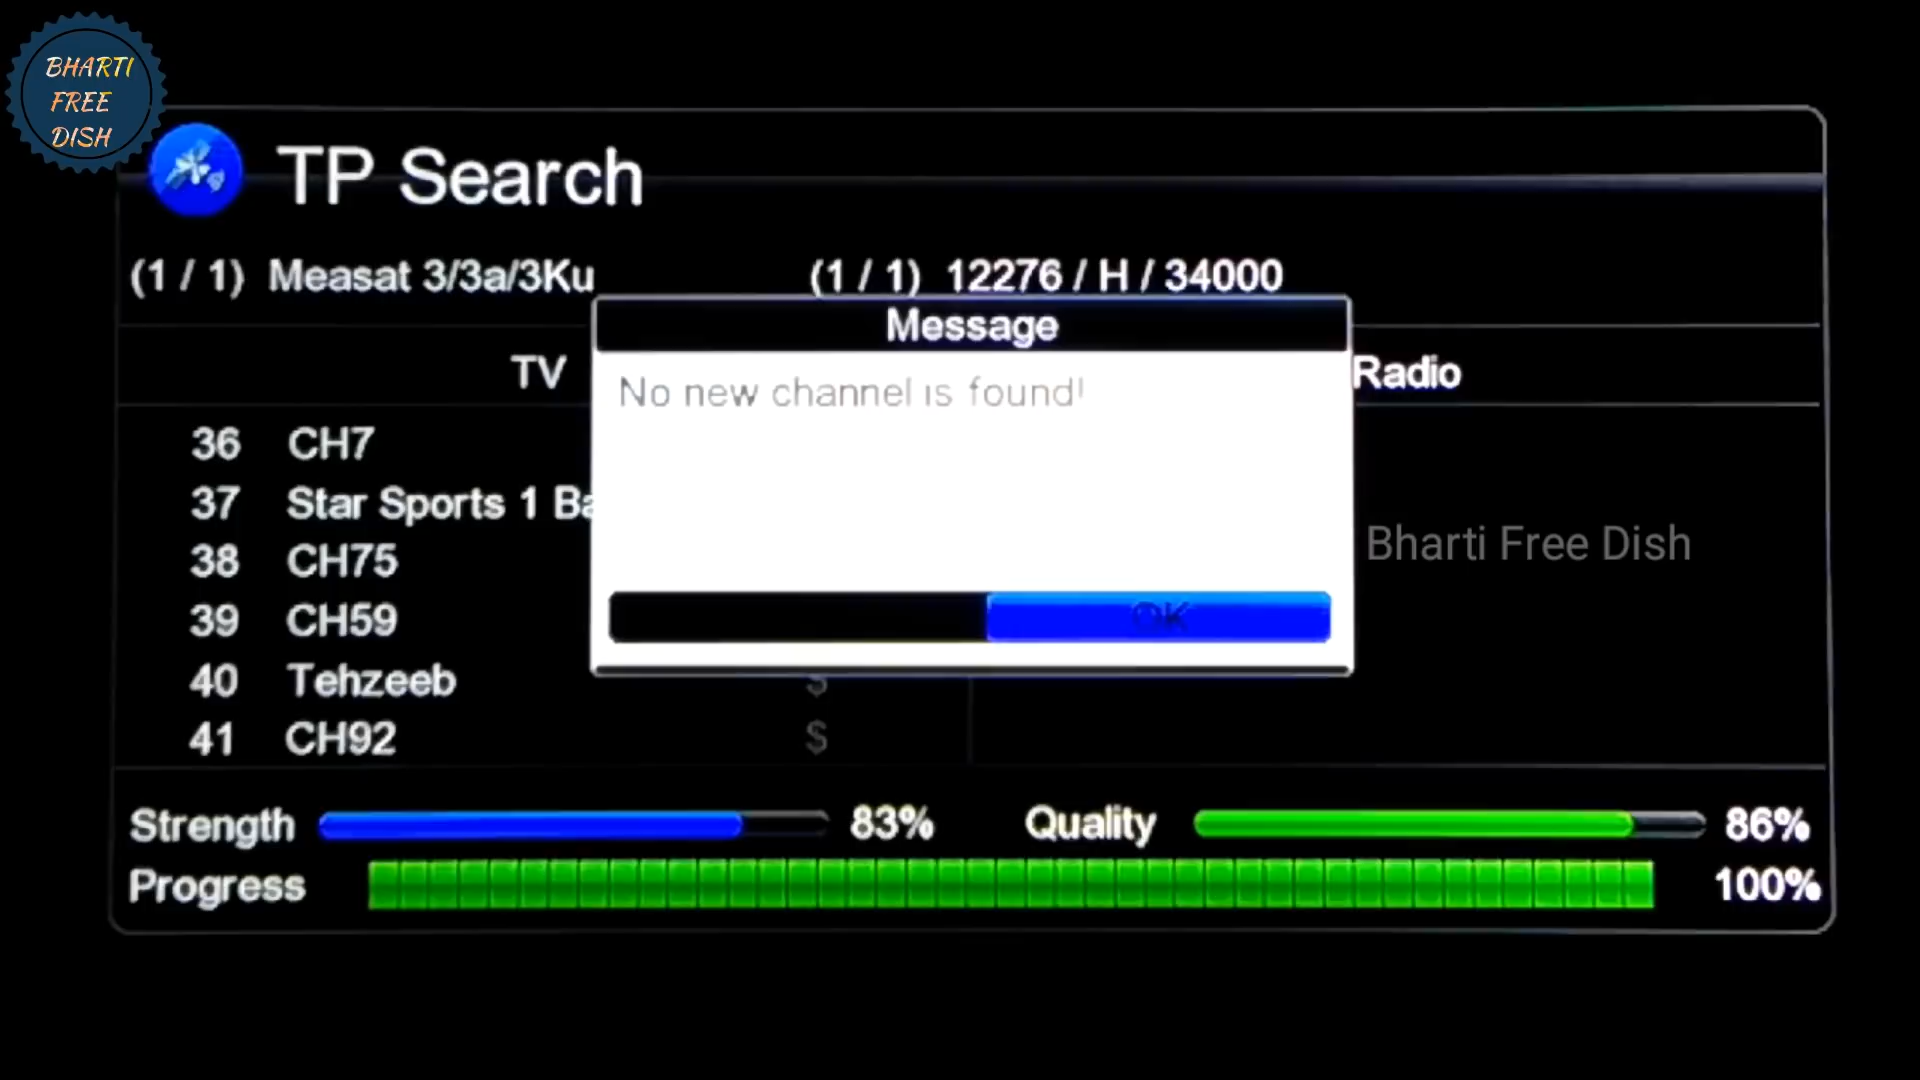 BHARTI
FREE
DISH
TP Search
(1 / 1) Measat 3/3a/3Ku (1 / 1) 12276 / H / 34000
Message
TV Radio
No new channel is found!
36 CH7
37 Star Sports 1 Ba
38 CH75
Bharti Free Dish
39 CH59
OK
40 Tehzeeb $
41 CH92 $
Strength 83% Quality 86%
Progress 100%